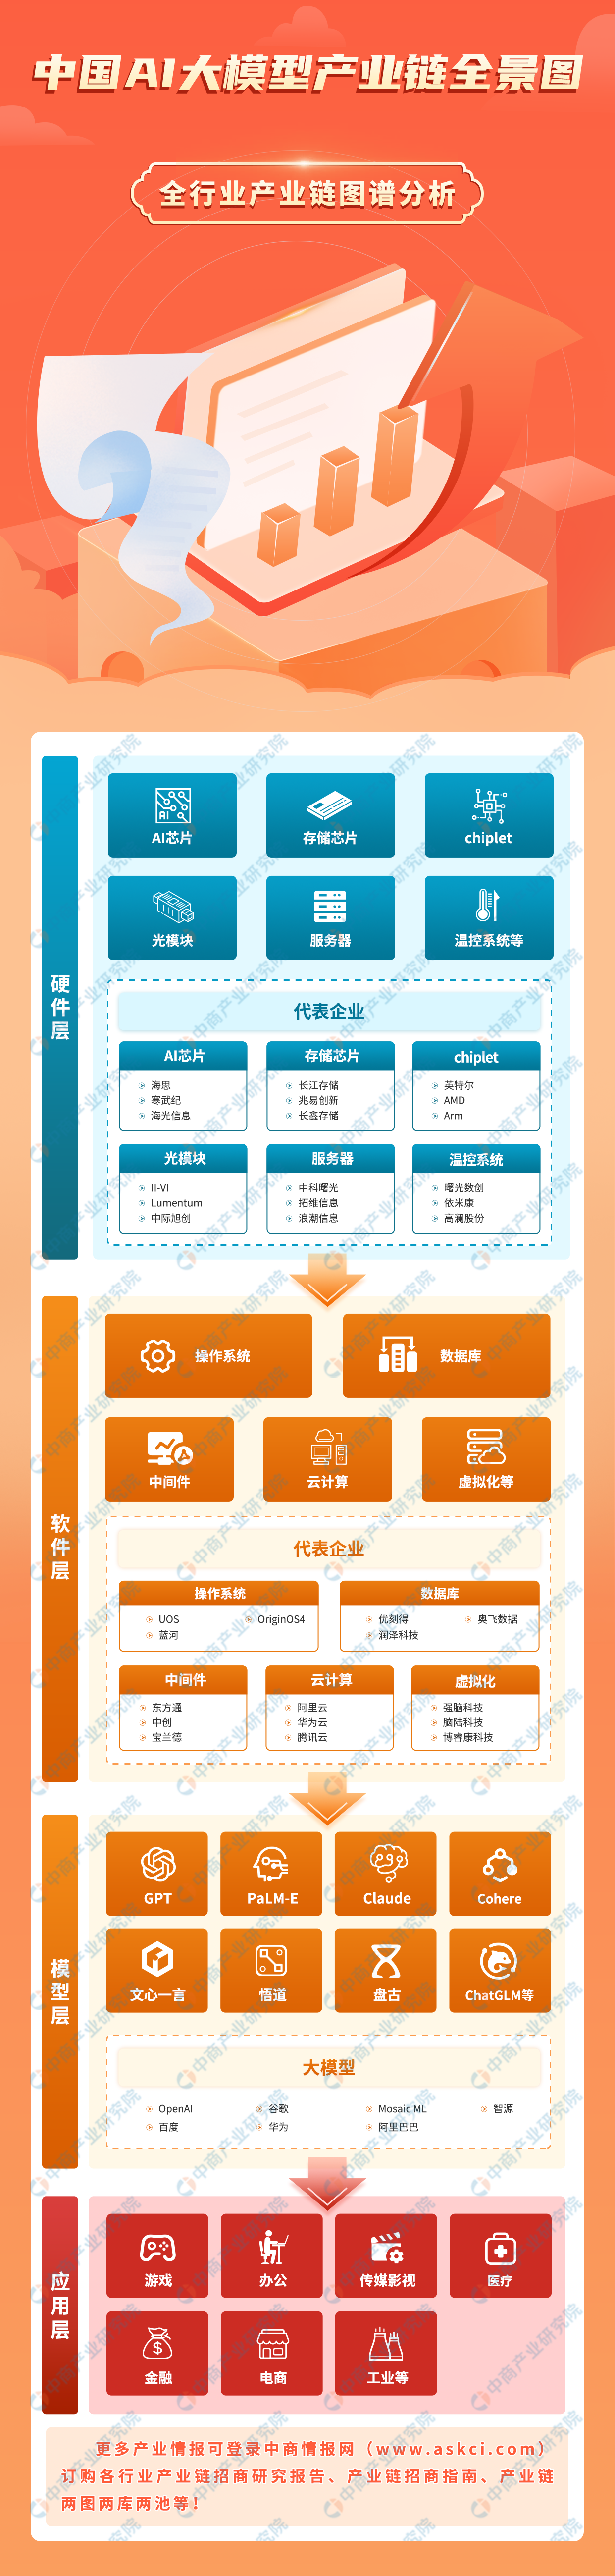 中国AI大模型产业链全景图
全行业产业链图谱分析
硬件层
AI芯片
存储芯片
chiplet
光模块
服务器
温控系统等
代表企业
AI芯片
海思
寒武纪
海光信息
存储芯片
长江存储
兆易创新
长鑫存储
chiplet
英特尔
AMD
Arm
光模块
II-VI
Lumentum
中际旭创
服务器
中科曙光
拓维信息
浪潮信息
温控系统
曙光数创
依米康
高澜股份
软件层
操作系统
数据库
中间件
云计算
虚拟化等
代表企业
操作系统
UOS
OriginOS4
蓝河
数据库
优刻得
奥飞数据
润泽科技
中间件
东方通
中创
宝兰德
云计算
阿里云
华为云
腾讯云
虚拟化
强脑科技
脑陆科技
博睿康科技
模型层
GPT
PaLM-E
Claude
Cohere
文心一言
悟道
盘古
ChatGLM等
大模型
OpenAI
谷歌
Mosaic ML
智源
百度
华为
阿里巴巴
应用层
游戏
办公
传媒影视
医疗
金融
电商
工业等
更多产业情报可登录中商情报网（www.askci.com）
订购各行业产业链招商研究报告、产业链招商指南、产业链
两图两库两池等！
中商产业研究院